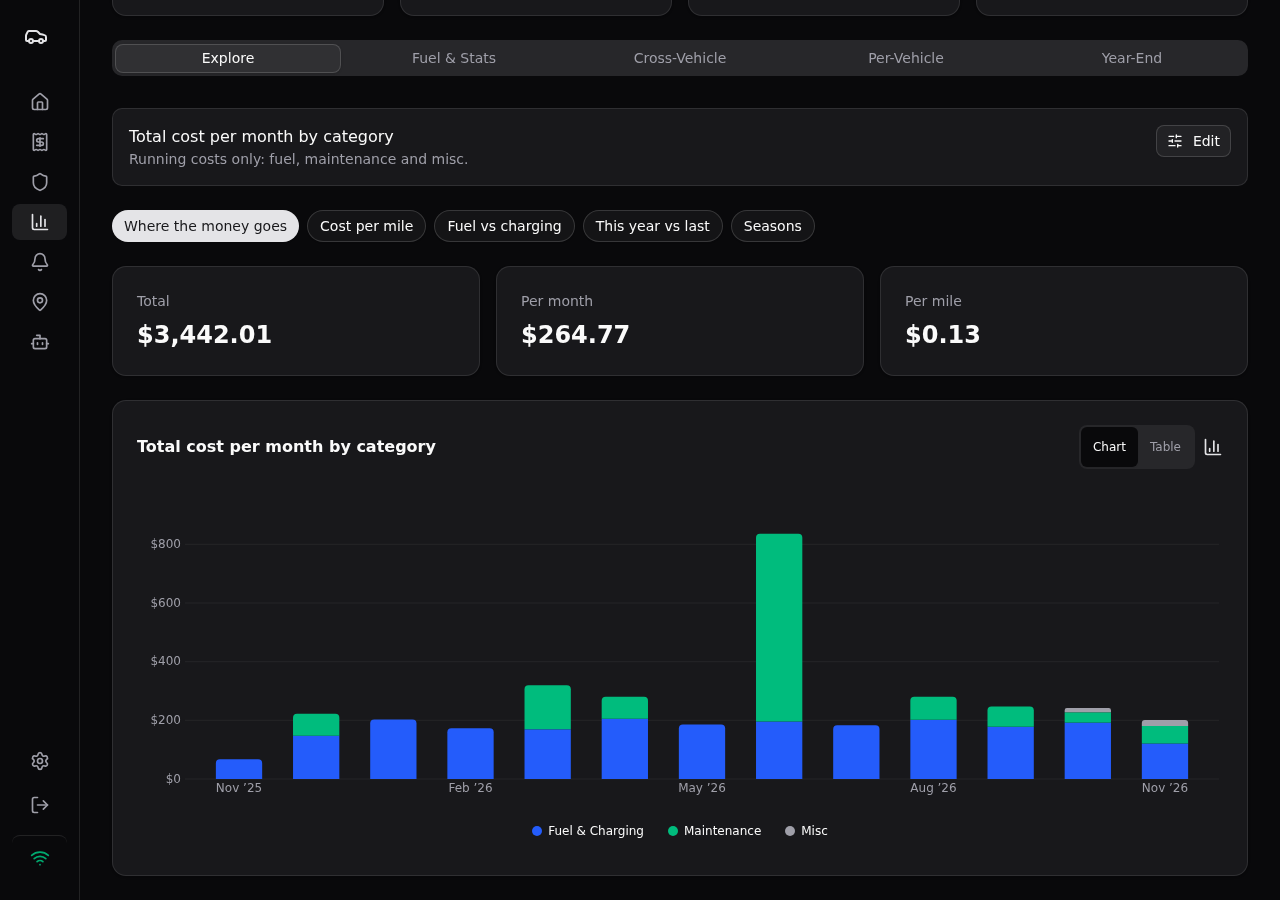 Explore
Fuel & Stats
Cross-Vehicle
Per-Vehicle
Year-End
Total cost per month by category
Running costs only: fuel, maintenance and misc.
Edit
Where the money goes
Cost per mile
Fuel vs charging
This year vs last
Seasons
Total
$3,442.01
Per month
$264.77
Per mile
$0.13
Total cost per month by category
Chart
Table
$800
$600
$400
$200
$0
Nov ’25
Feb ’26
May ’26
Aug ’26
Nov ’26
Fuel & Charging
Maintenance
Misc